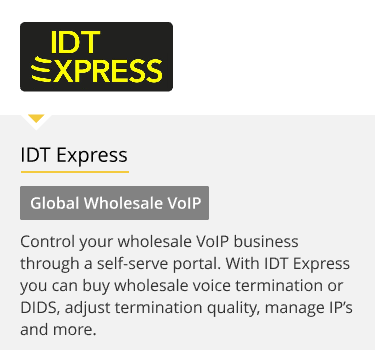 IDT
EXPRESS
IDT Express
Global Wholesale VoIP
Control your wholesale VoIP business
through a self-serve portal. With IDT Express
you can buy wholesale voice termination or
DIDS, adjust termination quality, manage IP’s
and more.